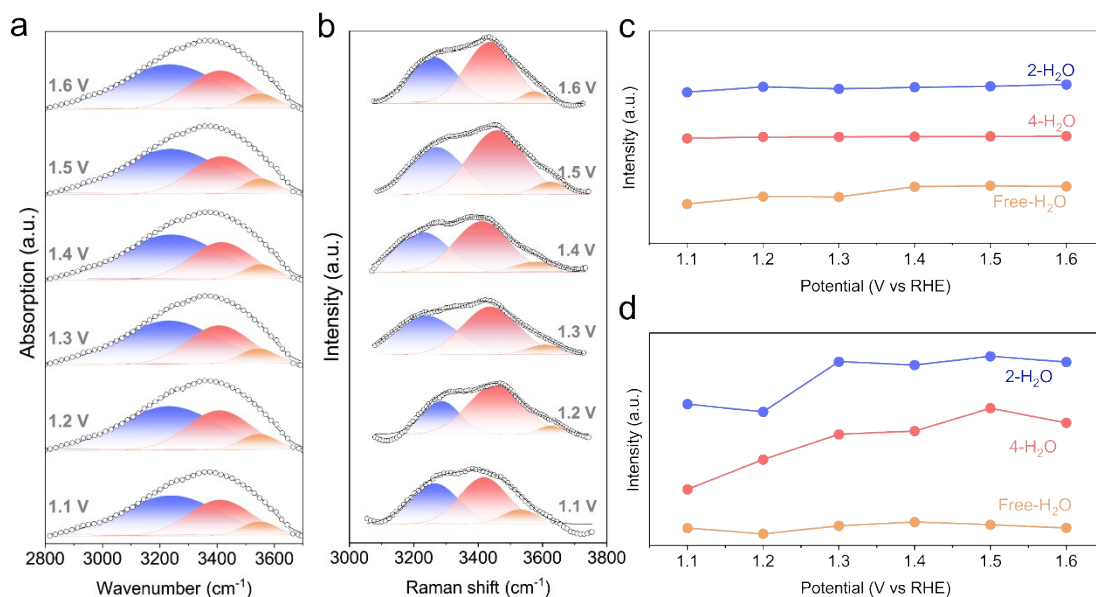 a
Absorption (a.u.)
1.6 V
1.5 V
1.4 V
1.3 V
1.2 V
1.1 V
2800 3000 3200 3400 3600
Wavenumber (cm⁻¹)
b
Intensity (a.u.)
1.6 V
1.5 V
1.4 V
1.3 V
1.2 V
1.1 V
3000 3200 3400 3600 3800
Raman shift (cm⁻¹)
c
Intensity (a.u.)
2-H₂O
4-H₂O
Free-H₂O
1.1 1.2 1.3 1.4 1.5 1.6
Potential (V vs RHE)
d
Intensity (a.u.)
2-H₂O
4-H₂O
Free-H₂O
1.1 1.2 1.3 1.4 1.5 1.6
Potential (V vs RHE)